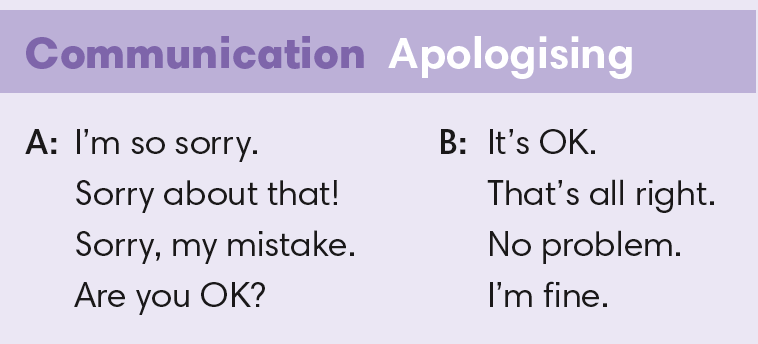 Communication Apologising
A: I'm so sorry.
Sorry about that!
Sorry, my mistake.
Are you OK?
B: It's OK.
That's all right.
No problem.
I'm fine.